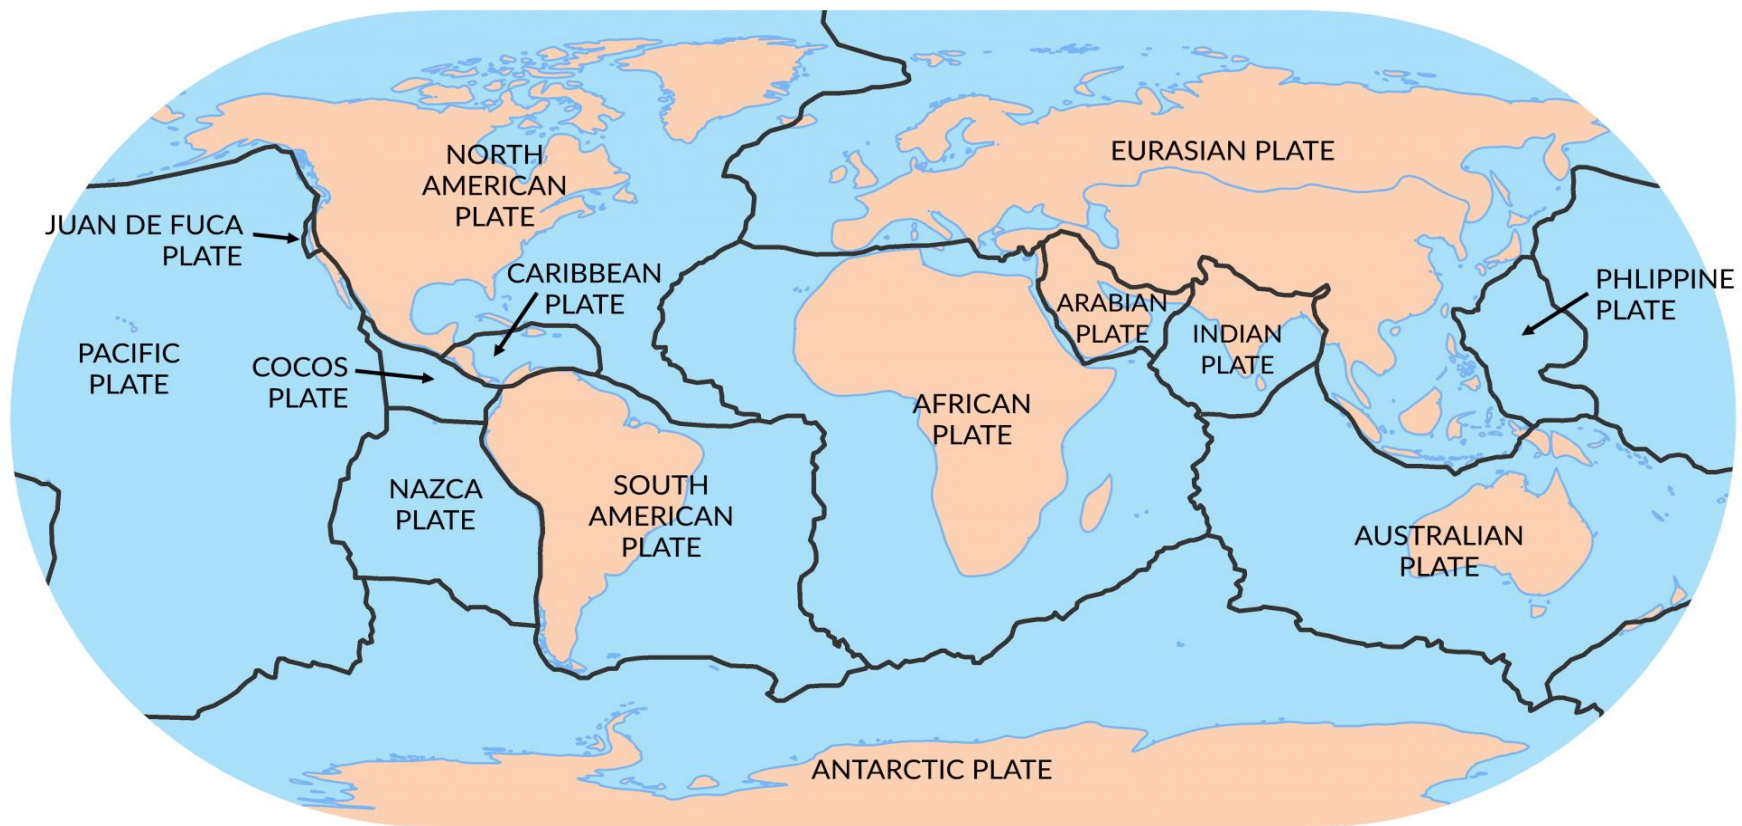 NORTH
AMERICAN
PLATE
EURASIAN PLATE
JUAN DE FUCA
PLATE
CARIBBEAN
PLATE
PHLIPPINE
PLATE
ARABIAN
PLATE
INDIAN
PLATE
PACIFIC
PLATE
COCOS
PLATE
AFRICAN
PLATE
NAZCA
PLATE
SOUTH
AMERICAN
PLATE
AUSTRALIAN
PLATE
ANTARCTIC PLATE